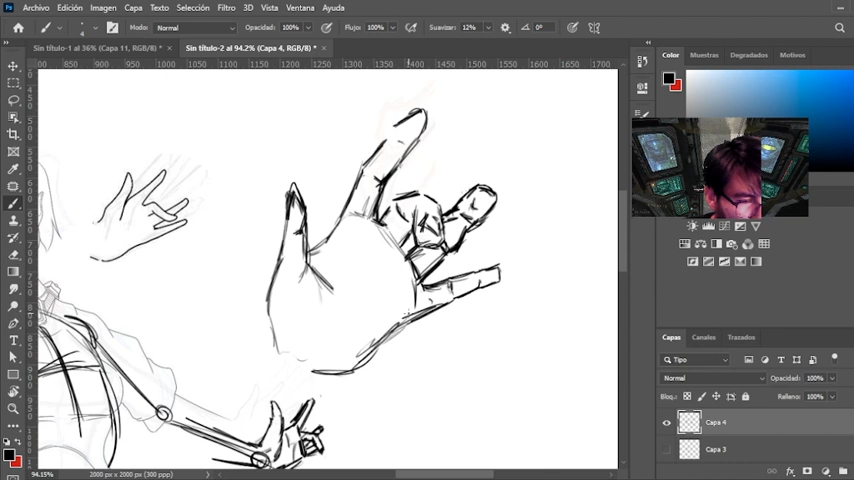 Ps Archivo Edición Imagen Capa Texto Selección Filtro 3D Vista Ventana Ayuda
4 Modo: Normal Opacidad: 100% Flujo: 100% Suavizar: 12% 0°
Sin título-1 al 36% (Capa 11, RGB/8) * × Sin título-2 al 94.2% (Capa 4, RGB/8) * ×
850 900 950 1000 1050 1100 1150 1200 1250 1300 1350 1400 1450 1500 1550 1600 1650 1700
Color Muestras Degradados Motivos
Capas Canales Trazados
Tipo
Normal Opacidad: 100%
Bloq.: Relleno: 100%
Capa 4
Capa 3
94.15% 2000 px x 2000 px (300 ppp)
fx